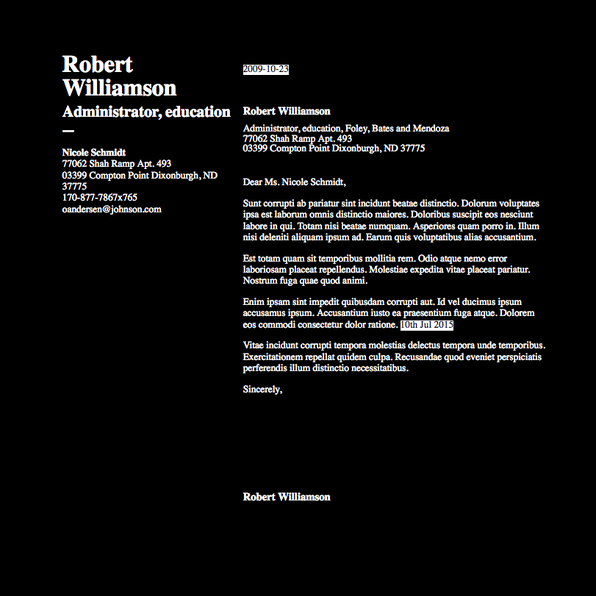 Robert
Williamson
Administrator, education
—
Nicole Schmidt
77062 Shah Ramp Apt. 493
03399 Compton Point Dixonburgh, ND
37775
170-877-7867x765
oandersen@johnson.com
2009-10-23
Robert Williamson
Administrator, education, Foley, Bates and Mendoza
77062 Shah Ramp Apt. 493
03399 Compton Point Dixonburgh, ND 37775
Dear Ms. Nicole Schmidt,
Sunt corrupti ab pariatur sint incidunt beatae distinctio. Dolorum voluptates
ipsa est laborum omnis distinctio maiores. Doloribus suscipit eos nesciunt
labore in qui. Totam nisi beatae numquam. Asperiores quam porro in. Illum
nisi deleniti aliquam ipsum ad. Earum quis voluptatibus alias accusantium.
Est totam quam sit temporibus mollitia rem. Odio atque nemo error
laboriosam placeat repellendus. Molestiae expedita vitae placeat pariatur.
Nostrum fuga quae quod animi.
Enim ipsam sint impedit quibusdam corrupti aut. Id vel ducimus ipsum
accusamus ipsum. Accusantium iusto ea praesentium fuga atque. Dolorem
eos commodi consectetur dolor ratione. 10th Jul 2015
Vitae incidunt corrupti tempora molestias delectus tempora unde temporibus.
Exercitationem repellat quidem culpa. Recusandae quod eveniet perspiciatis
perferendis illum distinctio necessitatibus.
Sincerely,
Robert Williamson